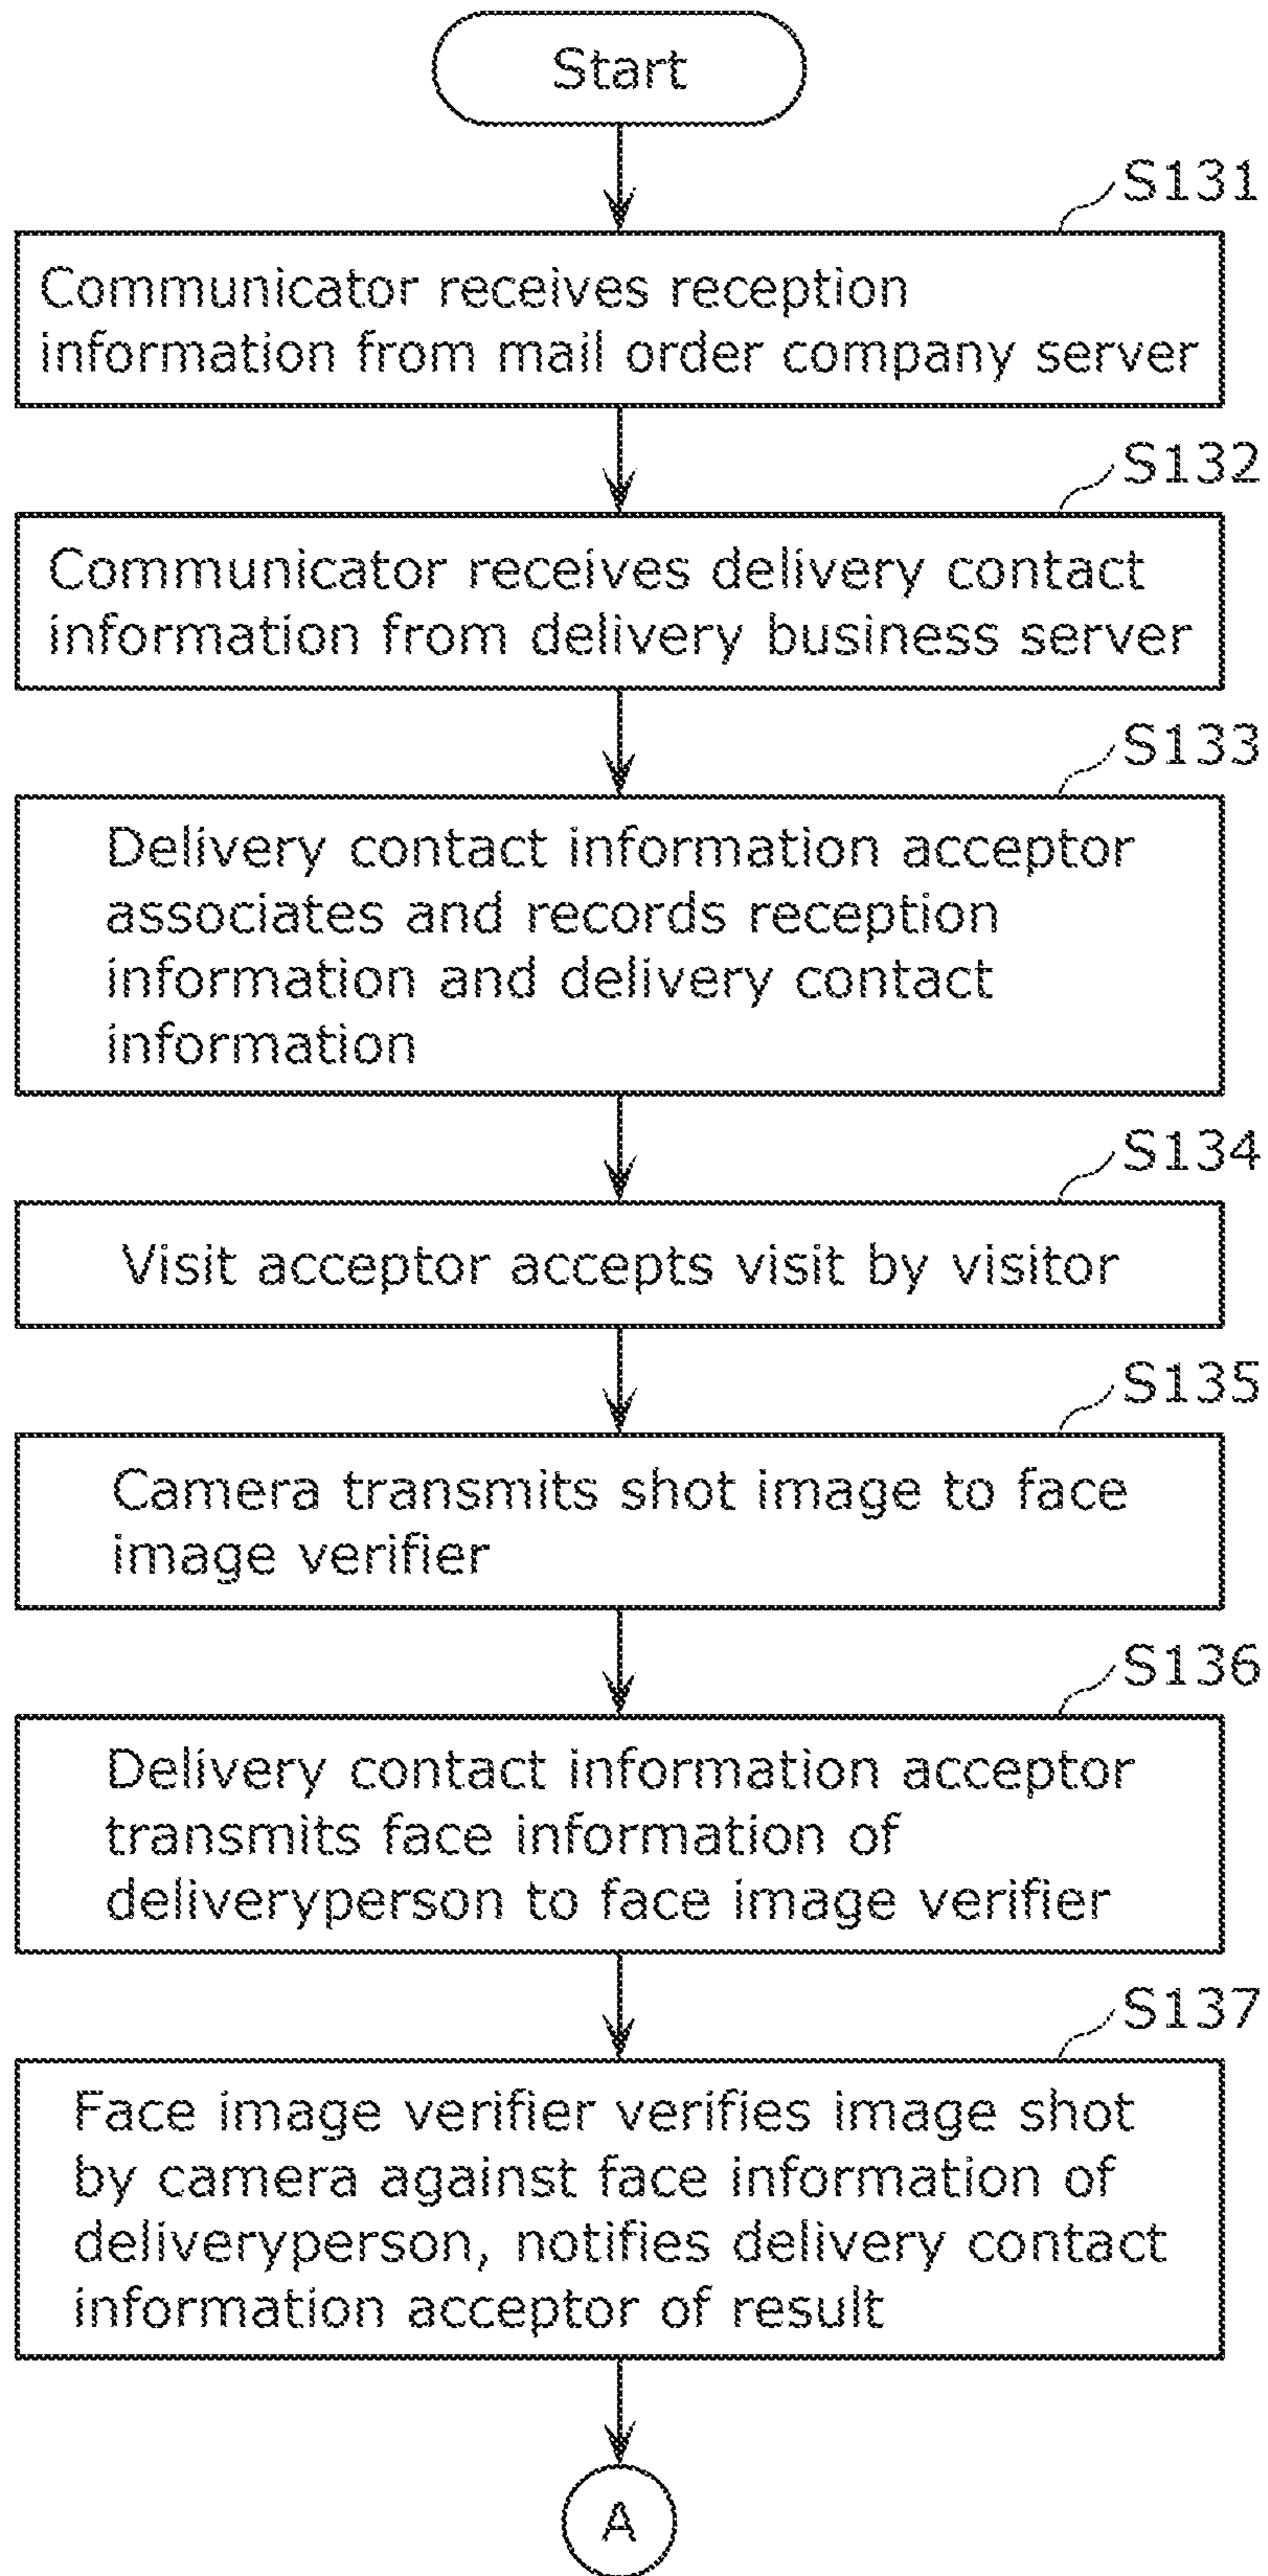 Start
S131
Communicator receives reception
information from mail order company server
S132
Communicator receives delivery contact
information from delivery business server
S133
Delivery contact information acceptor
associates and records reception
information and delivery contact
information
S134
Visit acceptor accepts visit by visitor
S135
Camera transmits shot image to face
image verifier
S136
Delivery contact information acceptor
transmits face information of
deliveryperson to face image verifier
S137
Face image verifier verifies image shot
by camera against face information of
deliveryperson, notifies delivery contact
information acceptor of result
A